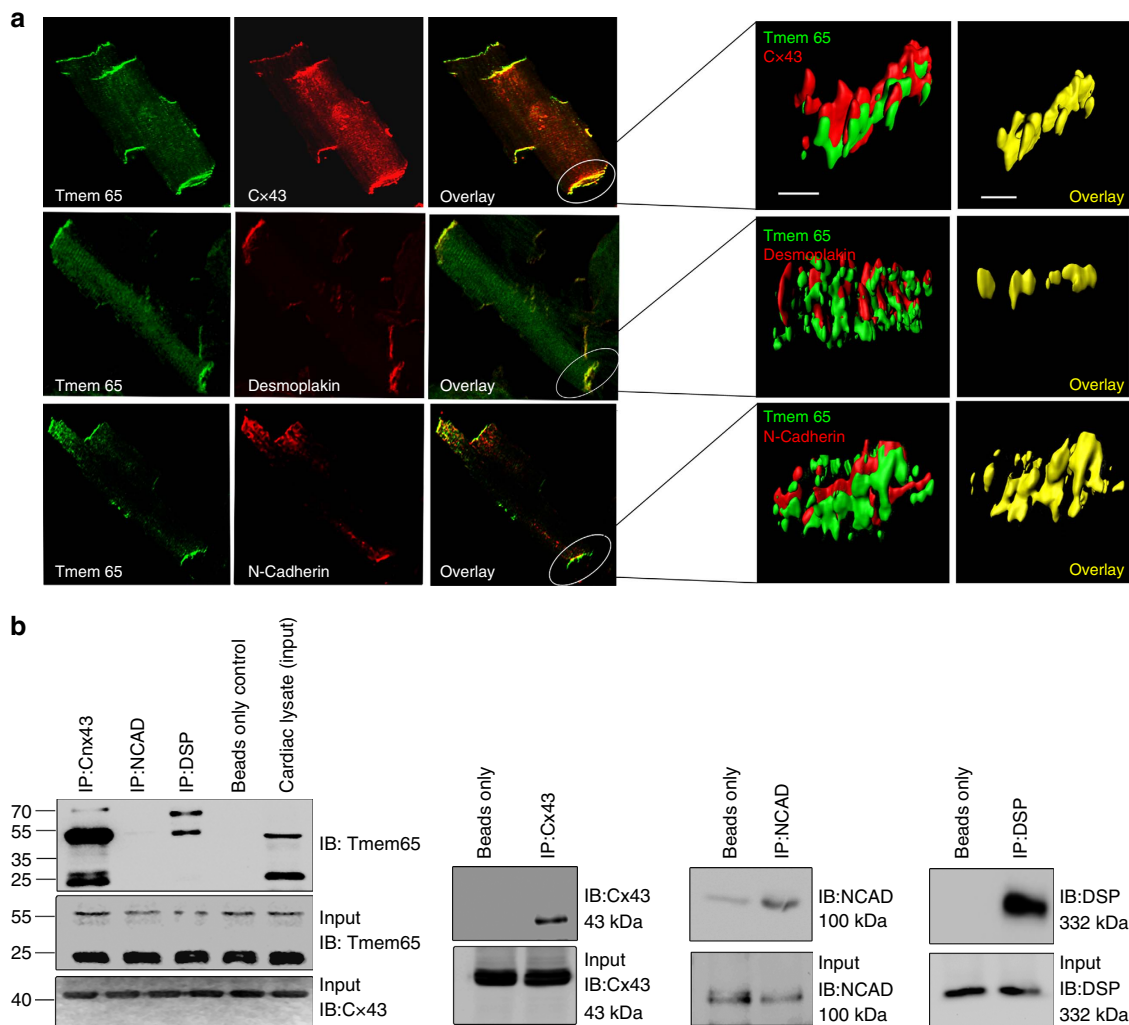 a
Tmem 65
Cx43
Overlay
Tmem 65
Cx43
Overlay
Tmem 65
Desmoplakin
Overlay
Tmem 65
Desmoplakin
Overlay
Tmem 65
N-Cadherin
Overlay
Tmem 65
N-Cadherin
Overlay
b
IP:Cnx43
IP:NCAD
IP:DSP
Beads only control
Cardiac lysate (input)
70
55
35
25
IB: Tmem65
55
25
Input
IB: Tmem65
40
Input
IB:Cx43
Beads only
IP:Cx43
IB:Cx43
43 kDa
Input
IB:Cx43
43 kDa
Beads only
IP:NCAD
IB:NCAD
100 kDa
Input
IB:NCAD
100 kDa
Beads only
IP:DSP
IB:DSP
332 kDa
Input
IB:DSP
332 kDa